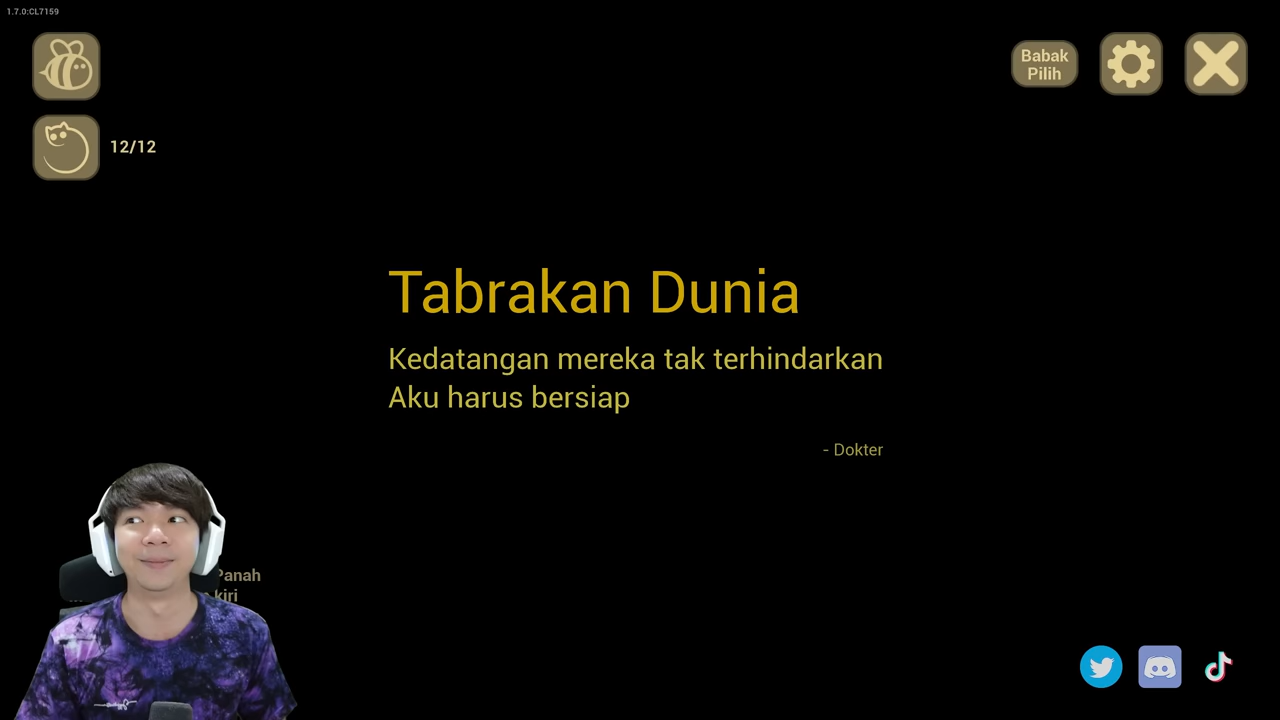 1.7.0:CL7159
Babak
Pilih
12/12
Tabrakan Dunia
Kedatangan mereka tak terhindarkan
Aku harus bersiap
- Dokter
Panah
kiri